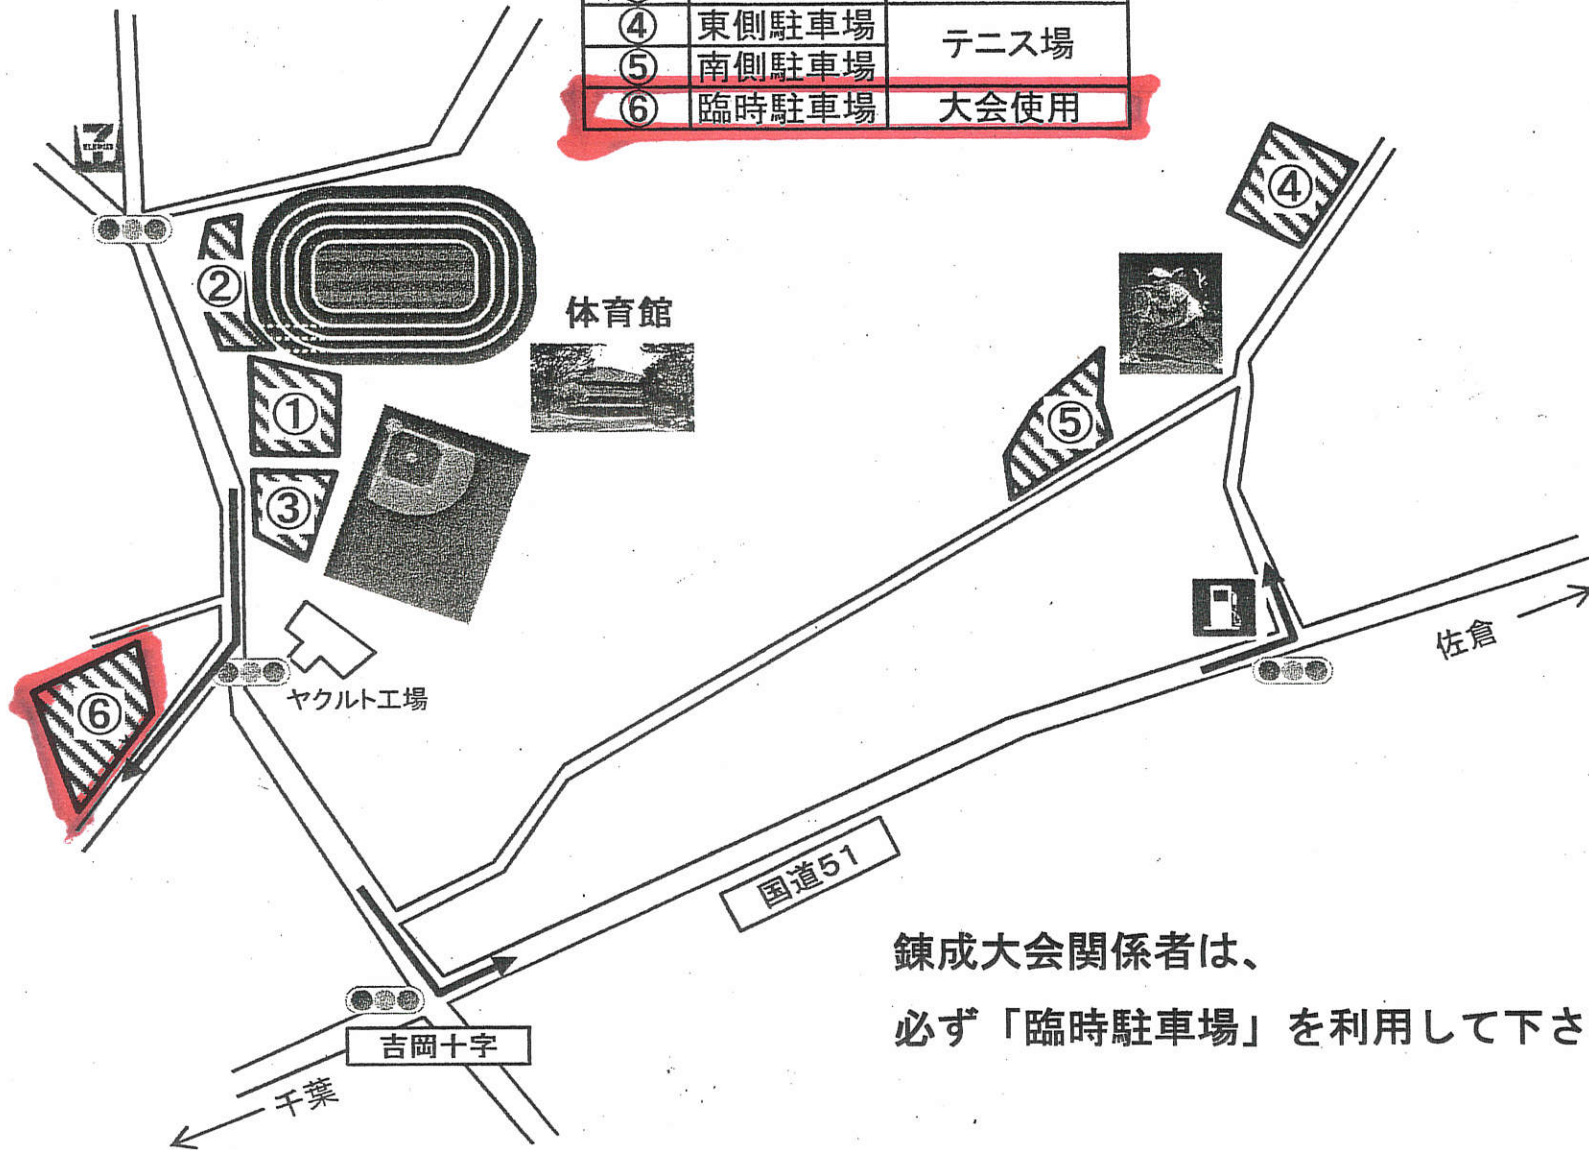 ④ 東側駐車場 テニス場
⑤ 南側駐車場
⑥ 臨時駐車場 大会使用
7
④
②
体育館
①
⑤
③
佐倉
ヤクルト工場
⑥
国道51
錬成大会関係者は、
必ず「臨時駐車場」を利用して下さ
吉岡十字
千葉